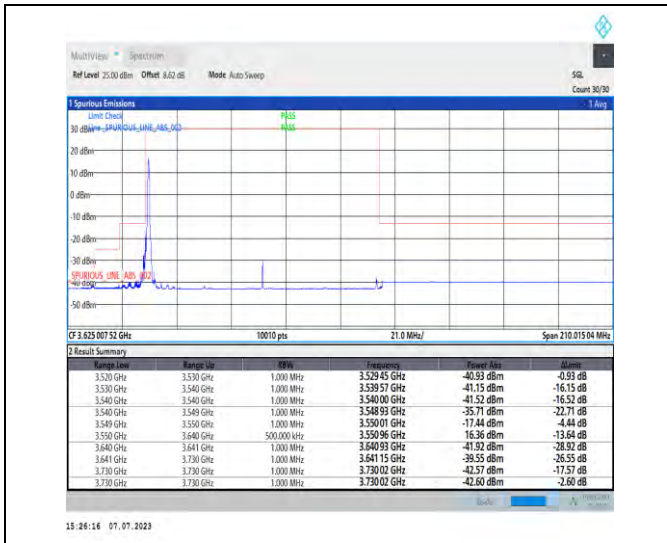 MultiView Spectrum
Ref Level 25.00 dBm Offset 8.62 dB Mode Auto Sweep SGL
Count 30/30
1 Spurious Emissions 1 Avg
Limit Check PASS
30 dBm Line _SPURIOUS_LINE_ABS_002 PASS
20 dBm
10 dBm
0 dBm
-10 dBm
-20 dBm
-30 dBm
_SPURIOUS_LINE_ABS_002
-40 dBm
-50 dBm
CF 3.625 007 52 GHz 10010 pts 21.0 MHz/ Span 210.015 04 MHz
2 Result Summary
Range Low Range Up RBW Frequency Power Abs ΔLimit
3.520 GHz 3.530 GHz 1.000 MHz 3.529 45 GHz -40.93 dBm -0.93 dB
3.530 GHz 3.540 GHz 1.000 MHz 3.539 57 GHz -41.15 dBm -16.15 dB
3.540 GHz 3.540 GHz 1.000 MHz 3.540 00 GHz -41.52 dBm -16.52 dB
3.540 GHz 3.549 GHz 1.000 MHz 3.548 93 GHz -35.71 dBm -22.71 dB
3.549 GHz 3.550 GHz 1.000 MHz 3.550 01 GHz -17.44 dBm -4.44 dB
3.550 GHz 3.640 GHz 500.000 kHz 3.550 96 GHz 16.36 dBm -13.64 dB
3.640 GHz 3.641 GHz 1.000 MHz 3.640 93 GHz -41.92 dBm -28.92 dB
3.641 GHz 3.730 GHz 1.000 MHz 3.641 15 GHz -39.55 dBm -26.55 dB
3.730 GHz 3.730 GHz 1.000 MHz 3.730 02 GHz -42.57 dBm -17.57 dB
3.730 GHz 3.730 GHz 1.000 MHz 3.730 02 GHz -42.60 dBm -2.60 dB
15:26:16 07.07.2023